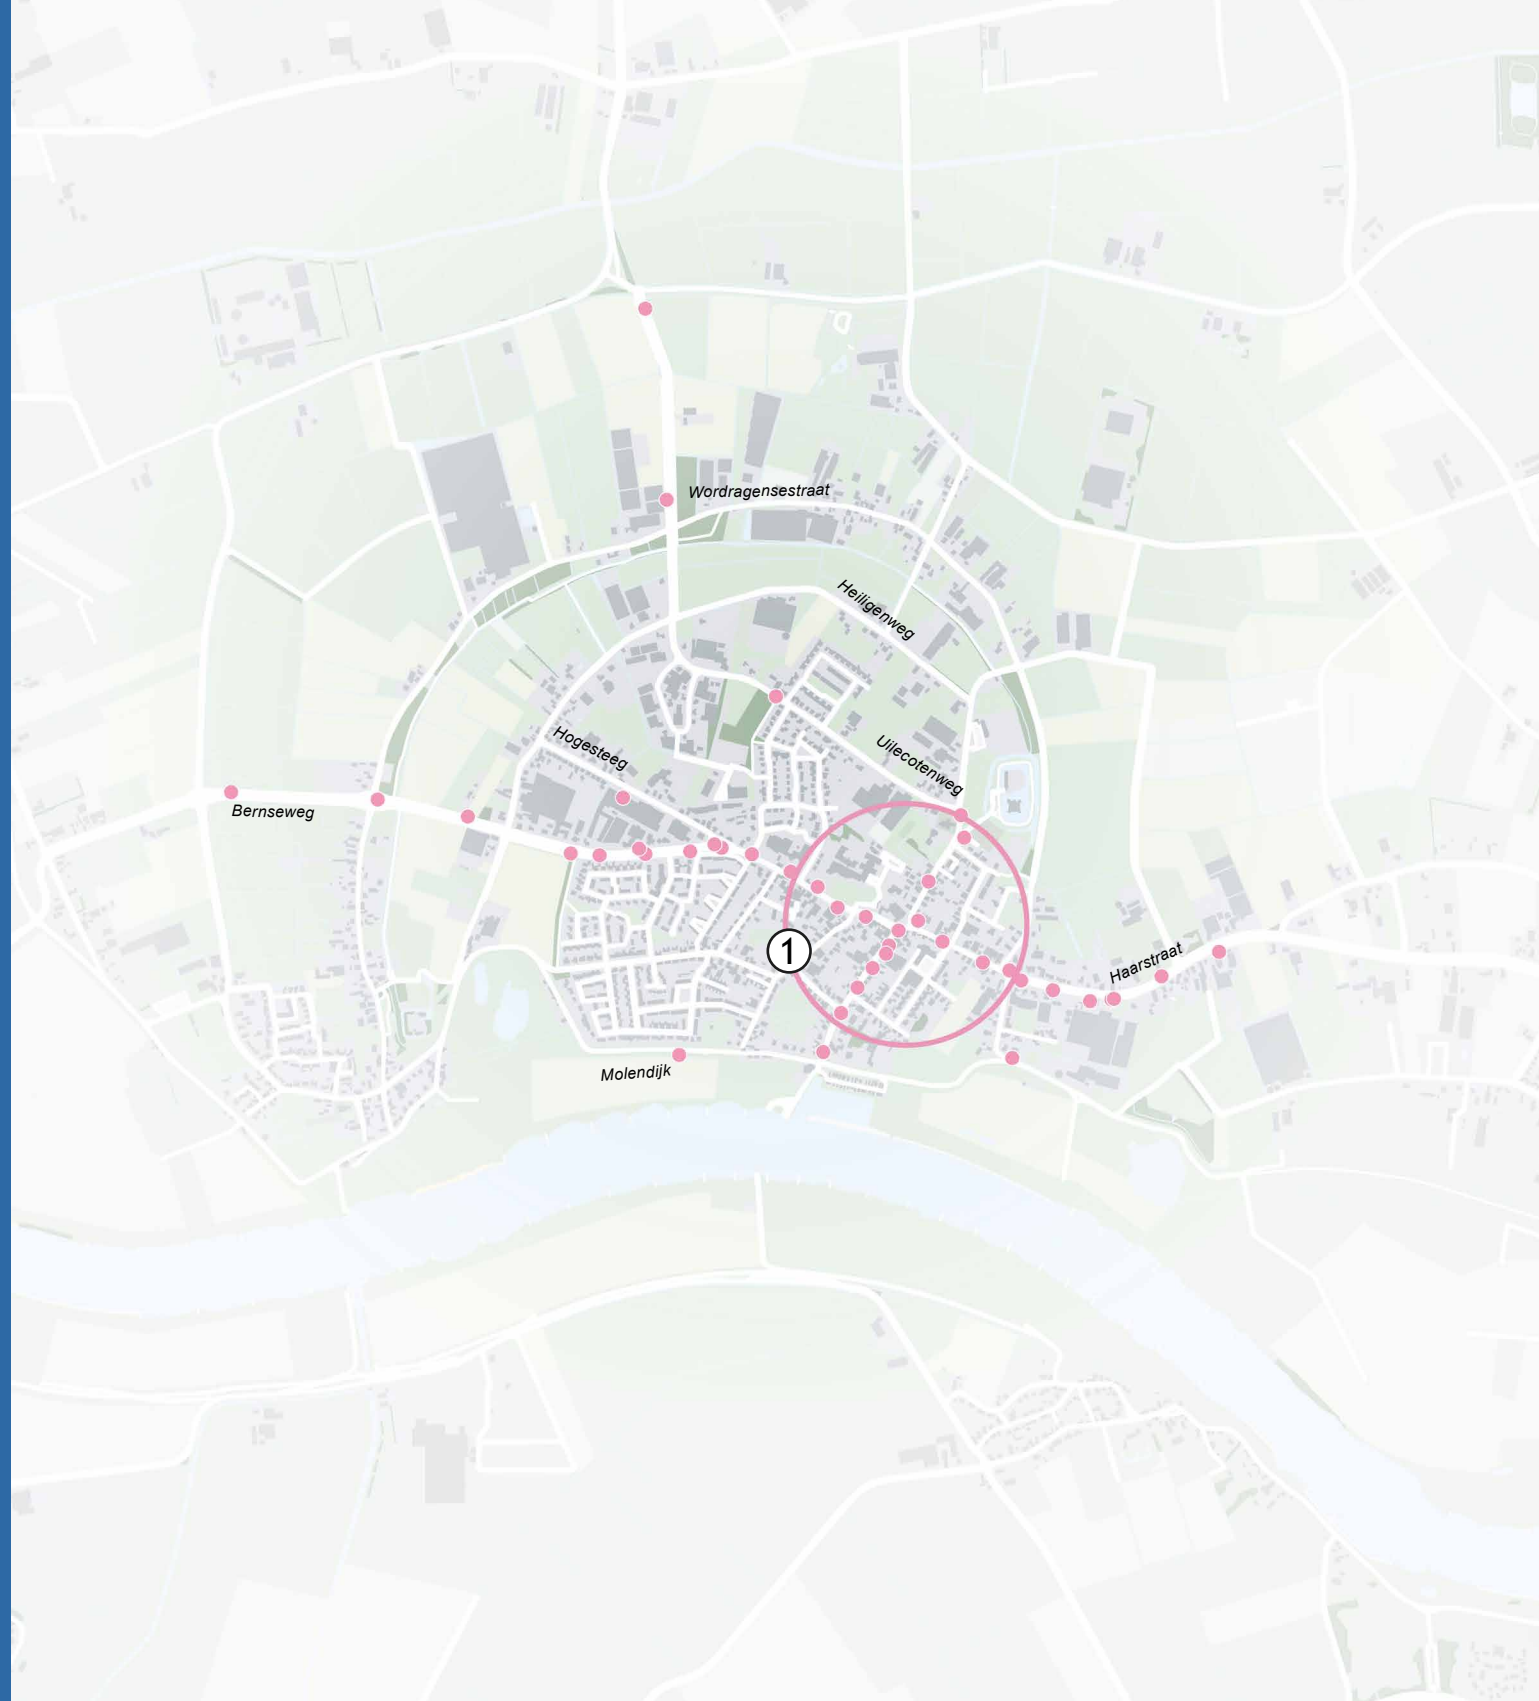 Wordragensestraat
Heiligenweg
Hogesteeg
Uilecotenweg
Bernseweg
1
Haarstraat
Molendijk